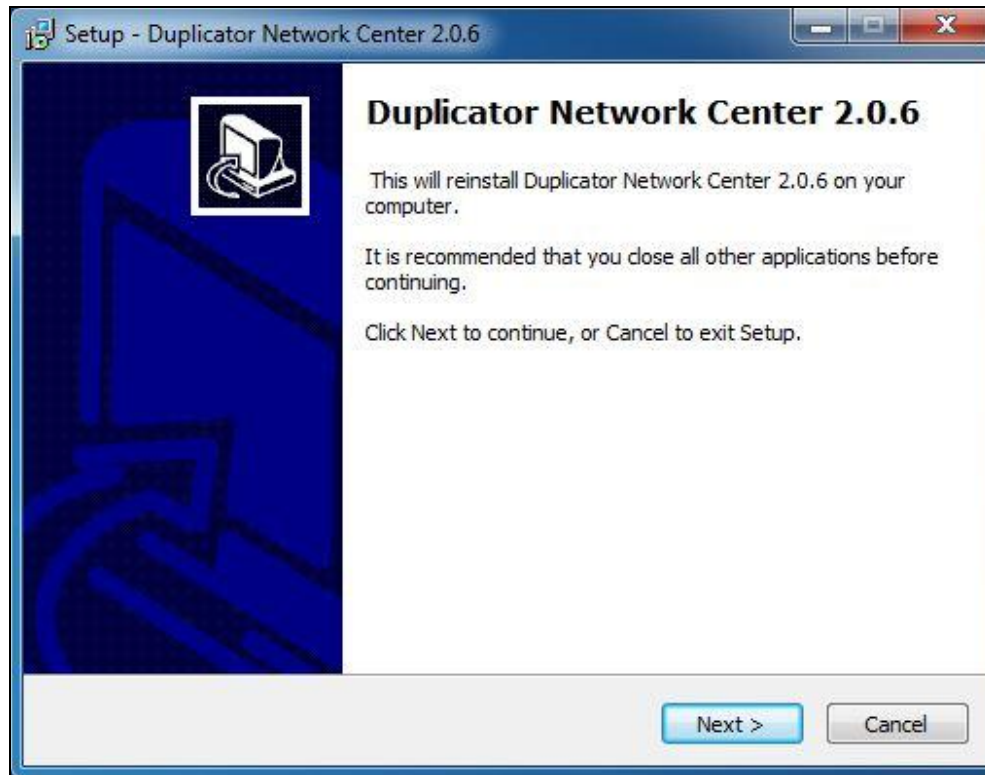 Setup - Duplicator Network Center 2.0.6
Duplicator Network Center 2.0.6
This will reinstall Duplicator Network Center 2.0.6 on your
computer.
It is recommended that you close all other applications before
continuing.
Click Next to continue, or Cancel to exit Setup.
Next >
Cancel